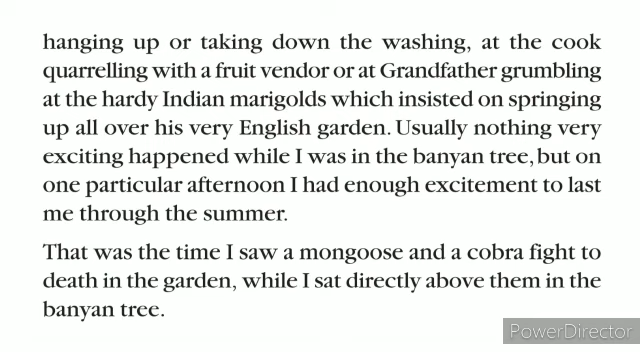 hanging up or taking down the washing, at the cook
quarrelling with a fruit vendor or at Grandfather grumbling
at the hardy Indian marigolds which insisted on springing
up all over his very English garden. Usually nothing very
exciting happened while I was in the banyan tree, but on
one particular afternoon I had enough excitement to last
me through the summer.
That was the time I saw a mongoose and a cobra fight to
death in the garden, while I sat directly above them in the
banyan tree.
PowerDirector